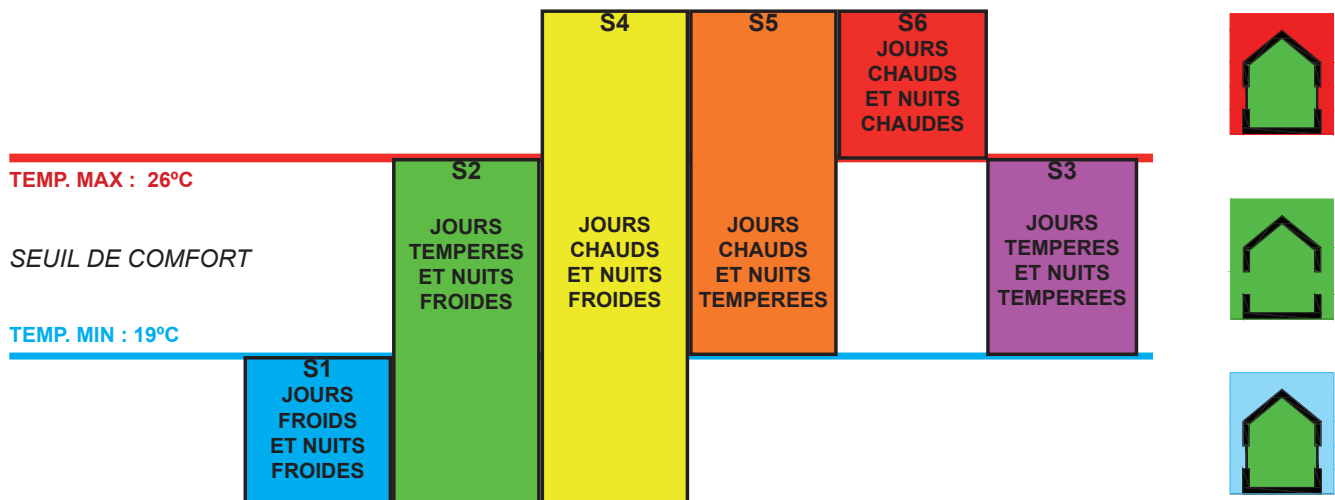 S4
JOURS
CHAUDS
ET NUITS
FROIDES
S5
JOURS
CHAUDS
ET NUITS
TEMPEREES
S6
JOURS
CHAUDS
ET NUITS
CHAUDES
TEMP. MAX : 26ºC
S2
JOURS
TEMPERES
ET NUITS
FROIDES
S3
JOURS
TEMPERES
ET NUITS
TEMPEREES
SEUIL DE COMFORT
TEMP. MIN : 19ºC
S1
JOURS
FROIDS
ET NUITS
FROIDES